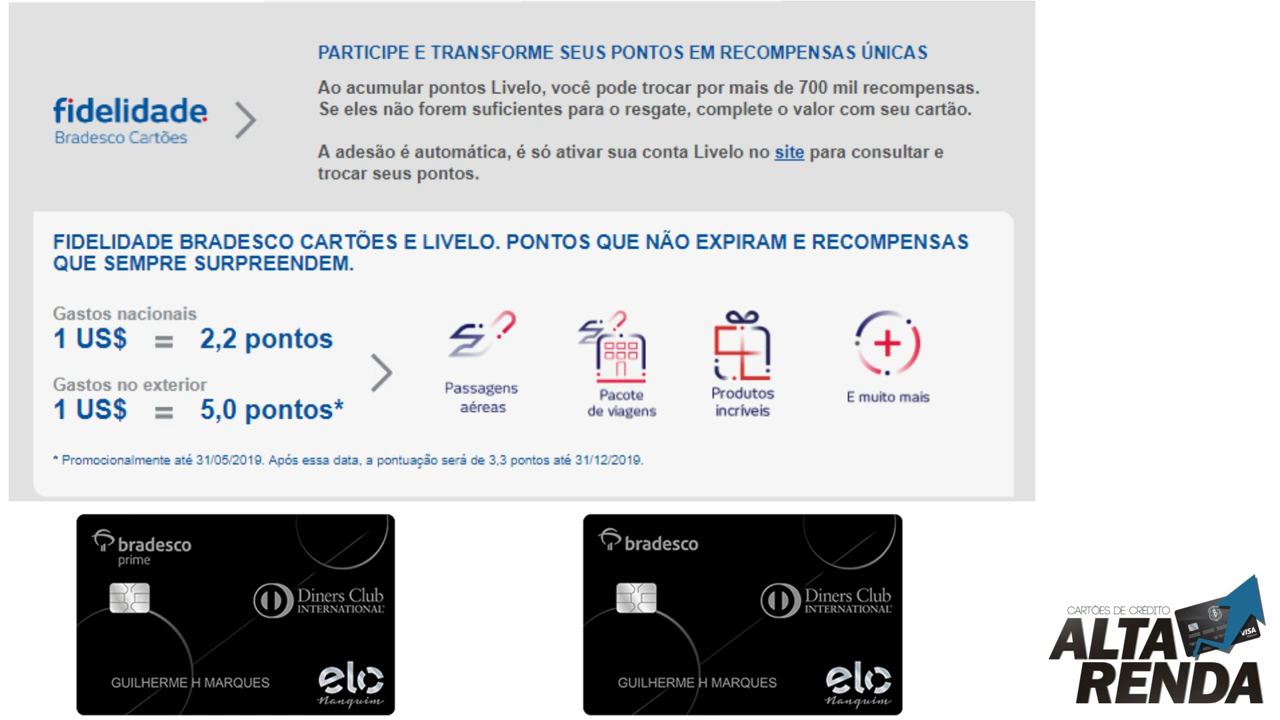 PARTICIPE E TRANSFORME SEUS PONTOS EM RECOMPENSAS ÚNICAS
Ao acumular pontos Livelo, você pode trocar por mais de 700 mil recompensas.
Se eles não forem suficientes para o resgate, complete o valor com seu cartão.
fidelidade
Bradesco Cartões
A adesão é automática, é só ativar sua conta Livelo no site para consultar e
trocar seus pontos.
FIDELIDADE BRADESCO CARTÕES E LIVELO. PONTOS QUE NÃO EXPIRAM E RECOMPENSAS
QUE SEMPRE SURPREENDEM.
Gastos nacionais
1 US$ = 2,2 pontos
Gastos no exterior
1 US$ = 5,0 pontos*
Passagens
aéreas
Pacote
de viagens
Produtos
incríveis
E muito mais
* Promocionalmente até 31/05/2019. Após essa data, a pontuação será de 3,3 pontos até 31/12/2019.
bradesco
prime
Diners Club
INTERNATIONAL
GUILHERME H MARQUES
elo
Nanquim
bradesco
Diners Club
INTERNATIONAL
GUILHERME H MARQUES
elo
Nanquim
CARTÕES DE CRÉDITO
ALTA
RENDA
VISA